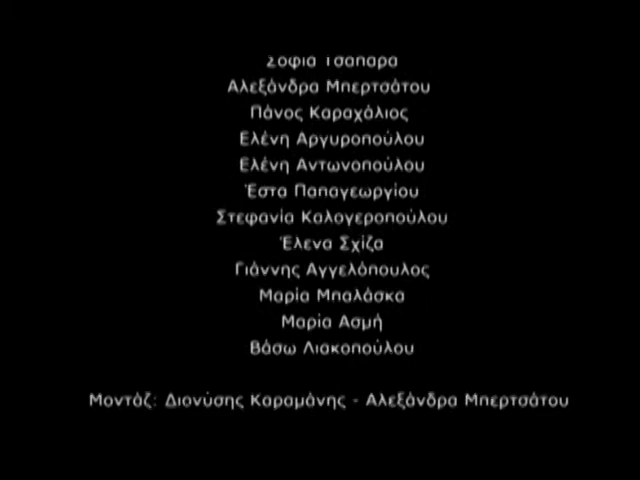 Σοφία Τσαπάρα
Αλεξάνδρα Μπερτσάτου
Πάνος Καραχάλιος
Ελένη Αργυροπούλου
Ελένη Αντωνοπούλου
Έστα Παπαγεωργίου
Στεφανία Καλογεροπούλου
Έλενα Σχίζα
Γιάννης Αγγελόπουλος
Μαρία Μπαλάσκα
Μαρία Ασμή
Βάσω Λιακοπούλου
Μοντάζ: Διονύσης Καραμάνης - Αλεξάνδρα Μπερτσάτου